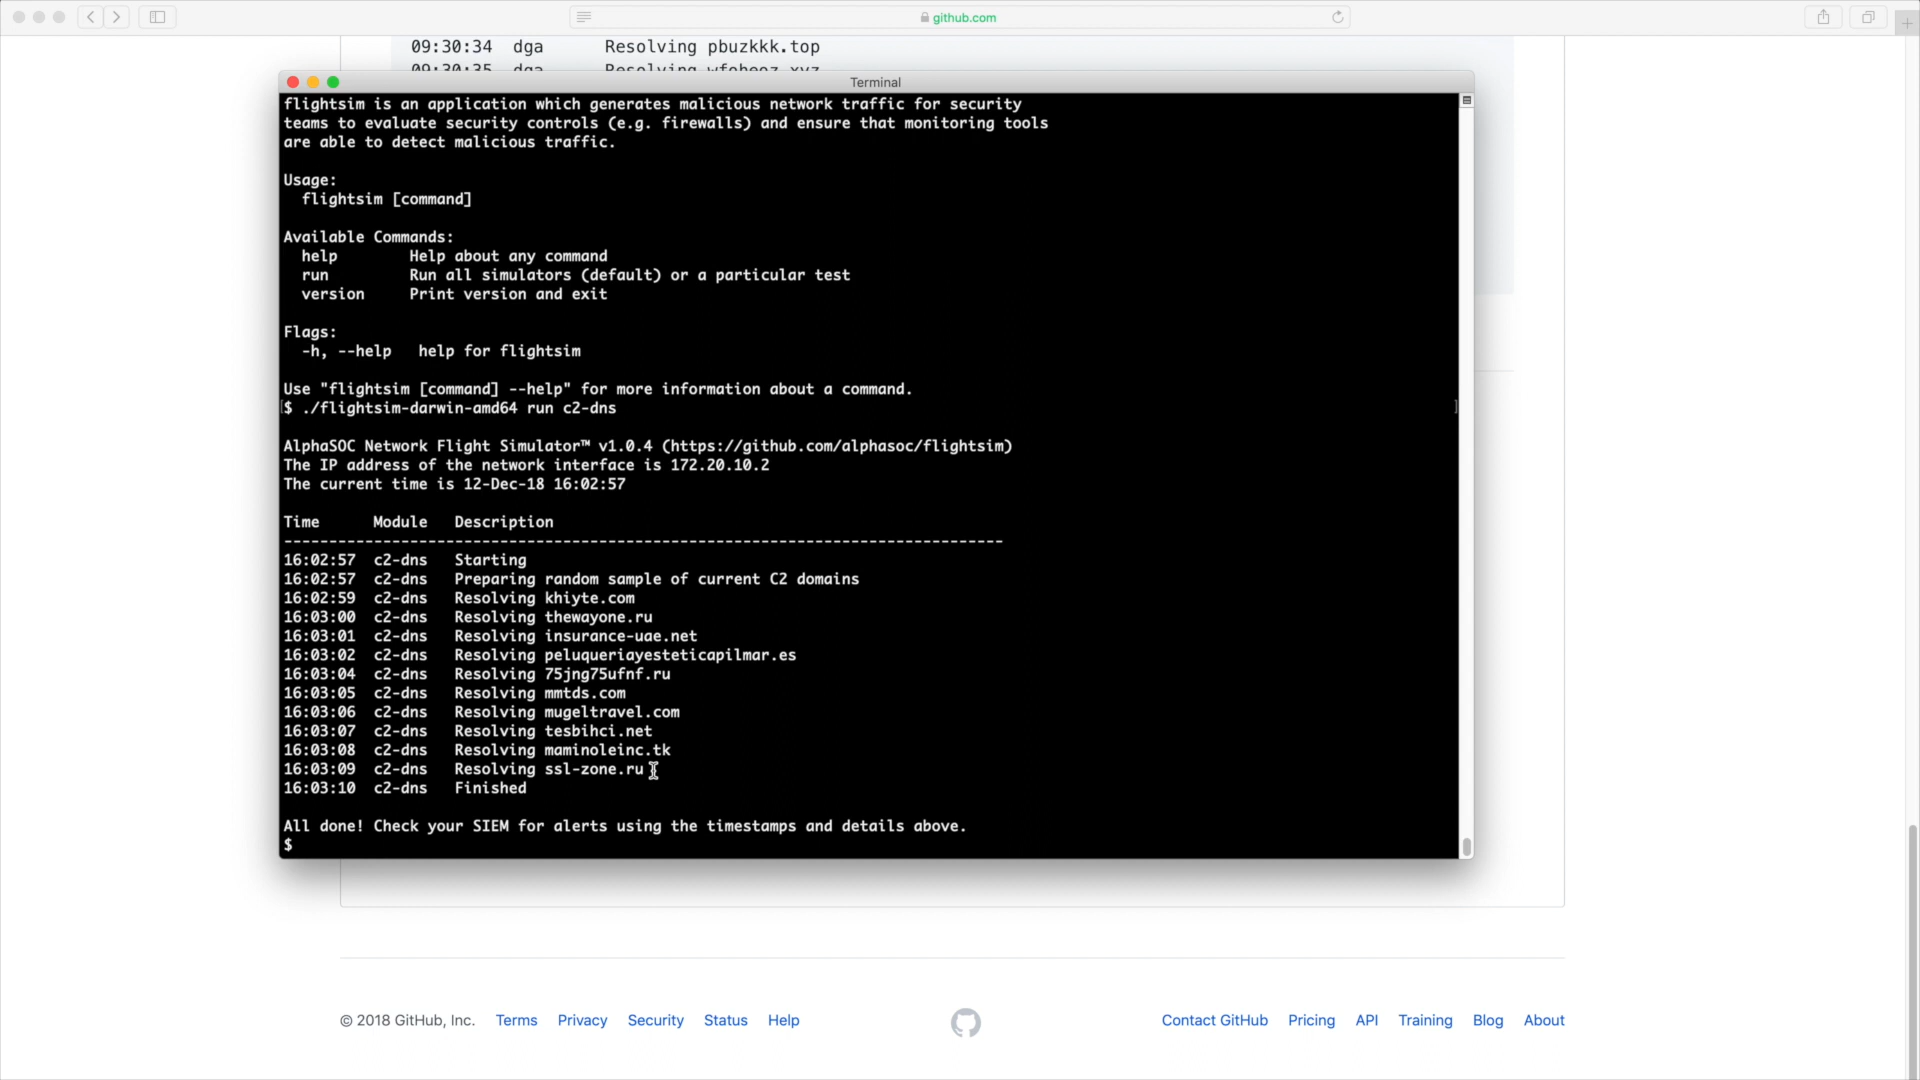 github.com
09:30:34 dga Resolving pbuzkkk.top
09:30:35 dga Resolving wfoheoz.xyz
Terminal
flightsim is an application which generates malicious network traffic for security
teams to evaluate security controls (e.g. firewalls) and ensure that monitoring tools
are able to detect malicious traffic.
Usage:
flightsim [command]
Available Commands:
help Help about any command
run Run all simulators (default) or a particular test
version Print version and exit
Flags:
-h, --help help for flightsim
Use "flightsim [command] --help" for more information about a command.
[$ ./flightsim-darwin-amd64 run c2-dns ]
AlphaSOC Network Flight Simulator™ v1.0.4 (https://github.com/alphasoc/flightsim)
The IP address of the network interface is 172.20.10.2
The current time is 12-Dec-18 16:02:57
Time Module Description
--------------------------------------------------------------------------------
16:02:57 c2-dns Starting
16:02:57 c2-dns Preparing random sample of current C2 domains
16:02:59 c2-dns Resolving khiyte.com
16:03:00 c2-dns Resolving thewayone.ru
16:03:01 c2-dns Resolving insurance-uae.net
16:03:02 c2-dns Resolving peluqueriayesteticapilmar.es
16:03:04 c2-dns Resolving 75jng75ufnf.ru
16:03:05 c2-dns Resolving mmtds.com
16:03:06 c2-dns Resolving mugeltravel.com
16:03:07 c2-dns Resolving tesbihci.net
16:03:08 c2-dns Resolving maminoleinc.tk
16:03:09 c2-dns Resolving ssl-zone.ru
16:03:10 c2-dns Finished
All done! Check your SIEM for alerts using the timestamps and details above.
$
© 2018 GitHub, Inc. Terms Privacy Security Status Help Contact GitHub Pricing API Training Blog About